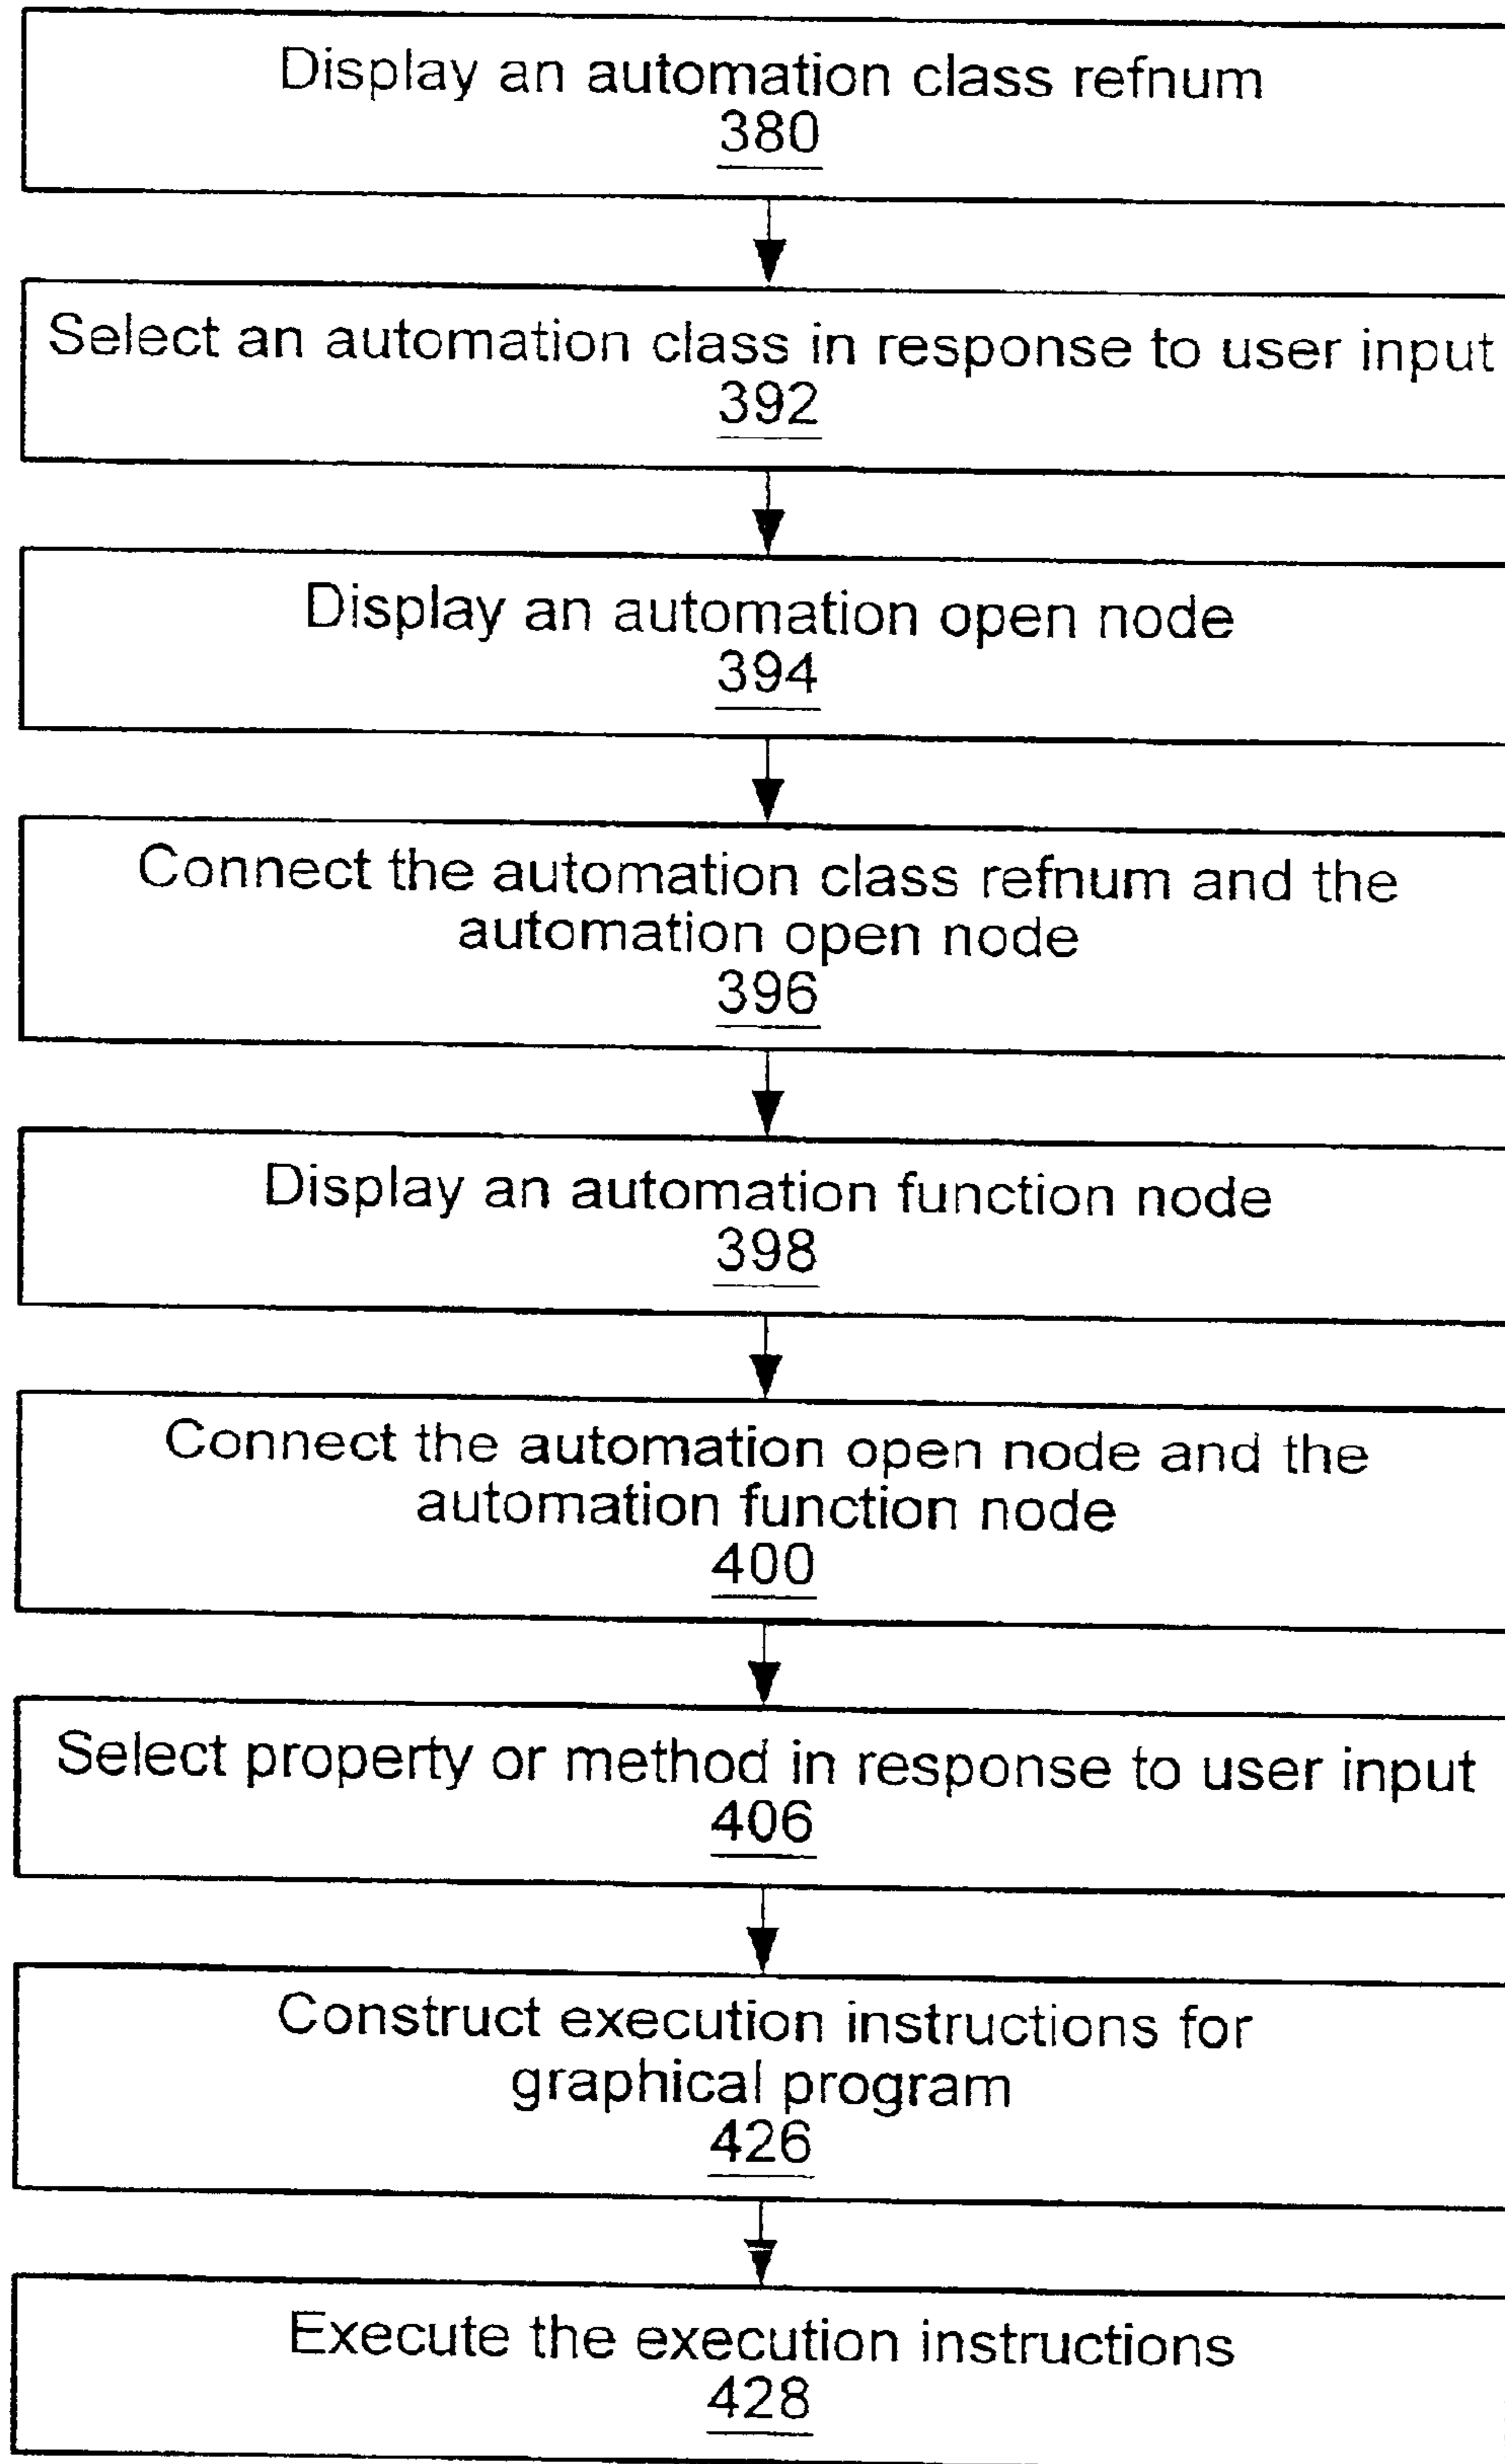 Display an automation class refnum
380
Select an automation class in response to user input
392
Display an automation open node
394
Connect the automation class refnum and the
automation open node
396
Display an automation function node
398
Connect the automation open node and the
automation function node
400
Select property or method in response to user input
406
Construct execution instructions for
graphical program
426
Execute the execution instructions
428